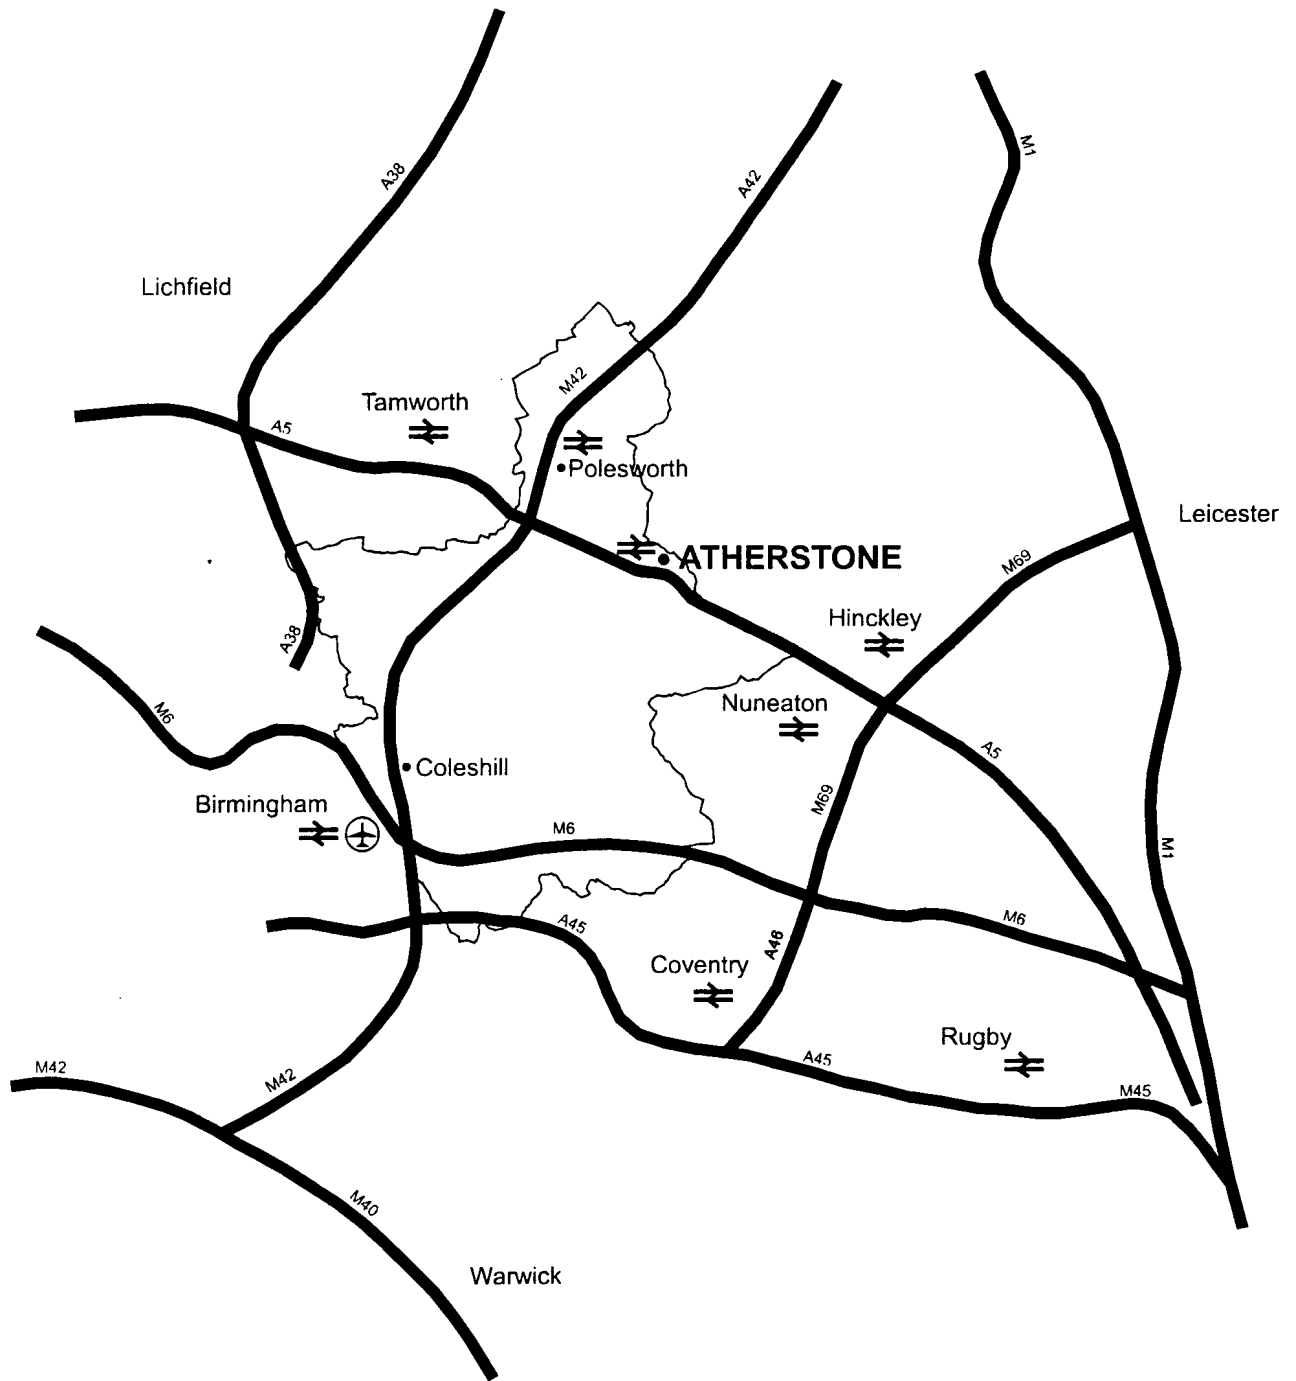 M1
A38
A42
Lichfield
M42
Tamworth
A5
Polesworth
Leicester
ATHERSTONE
M69
Hinckley
A38
Nuneaton
M6
A5
Coleshill
M69
Birmingham
M6
M1
M6
A45
A46
Coventry
Rugby
A45
M42
M42
M45
M40
Warwick